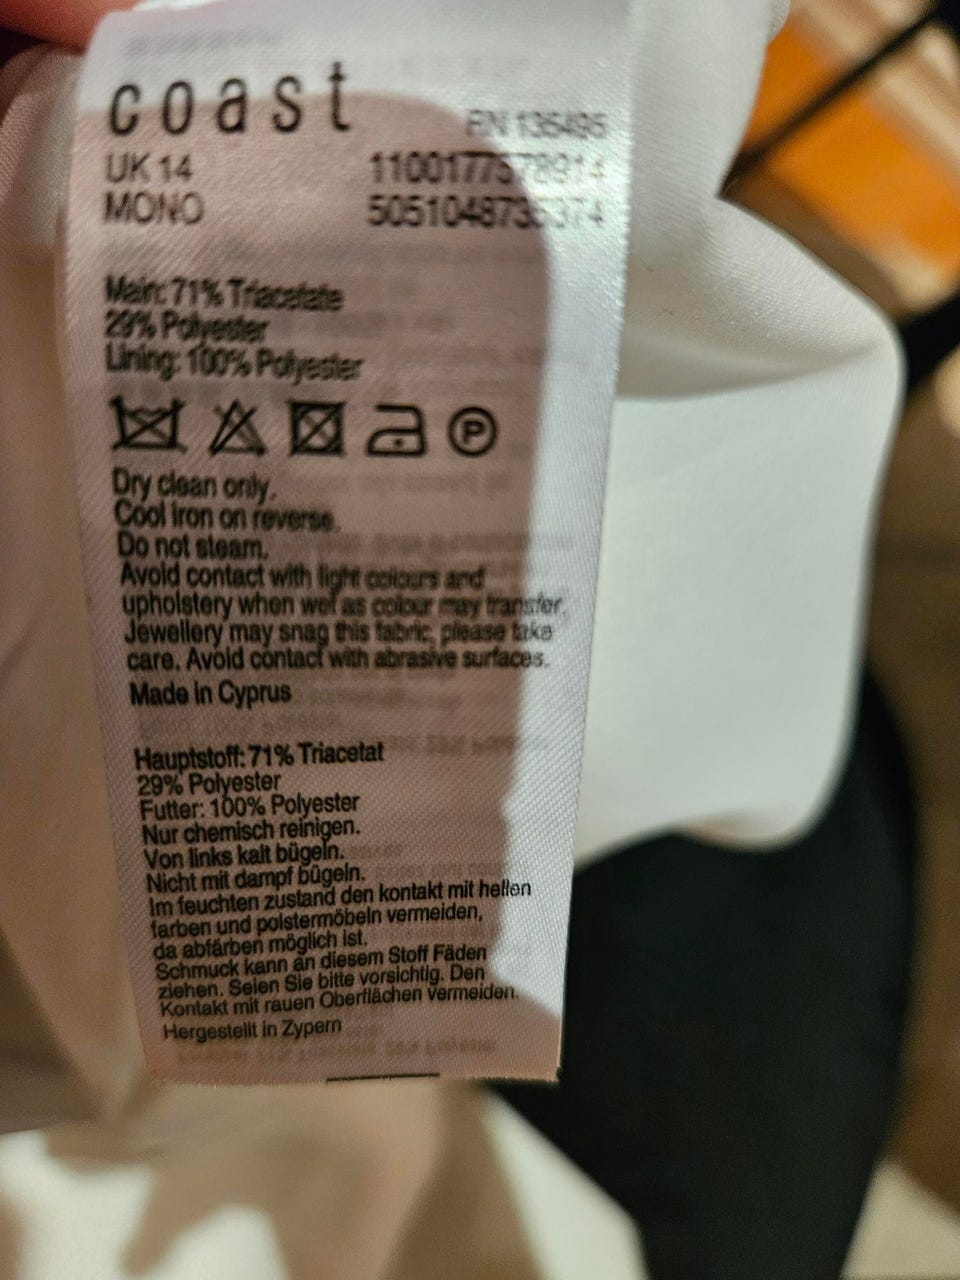 coast
RN 135495
UK 14
MONO
5051048735374
Main: 71% Triacetate
29% Polyester
Lining: 100% Polyester
P
Dry clean only.
Cool iron on reverse.
Do not steam.
Avoid contact with light colours and
upholstery when wet as colour may transfer.
Jewellery may snag this fabric, please take
care. Avoid contact with abrasive surfaces.
Made in Cyprus
Hauptstoff: 71% Triacetat
29% Polyester
Futter: 100% Polyester
Nur chemisch reinigen.
Von links kalt bügeln.
Nicht mit dampf bügeln.
Im feuchten zustand den kontakt mit hellen
farben und polstermöbeln vermeiden,
da abfärben möglich ist.
Schmuck kann an diesem Stoff Fäden
ziehen. Seien Sie bitte vorsichtig. Den
Kontakt mit rauen Oberflächen vermeiden.
Hergestellt in Zypern